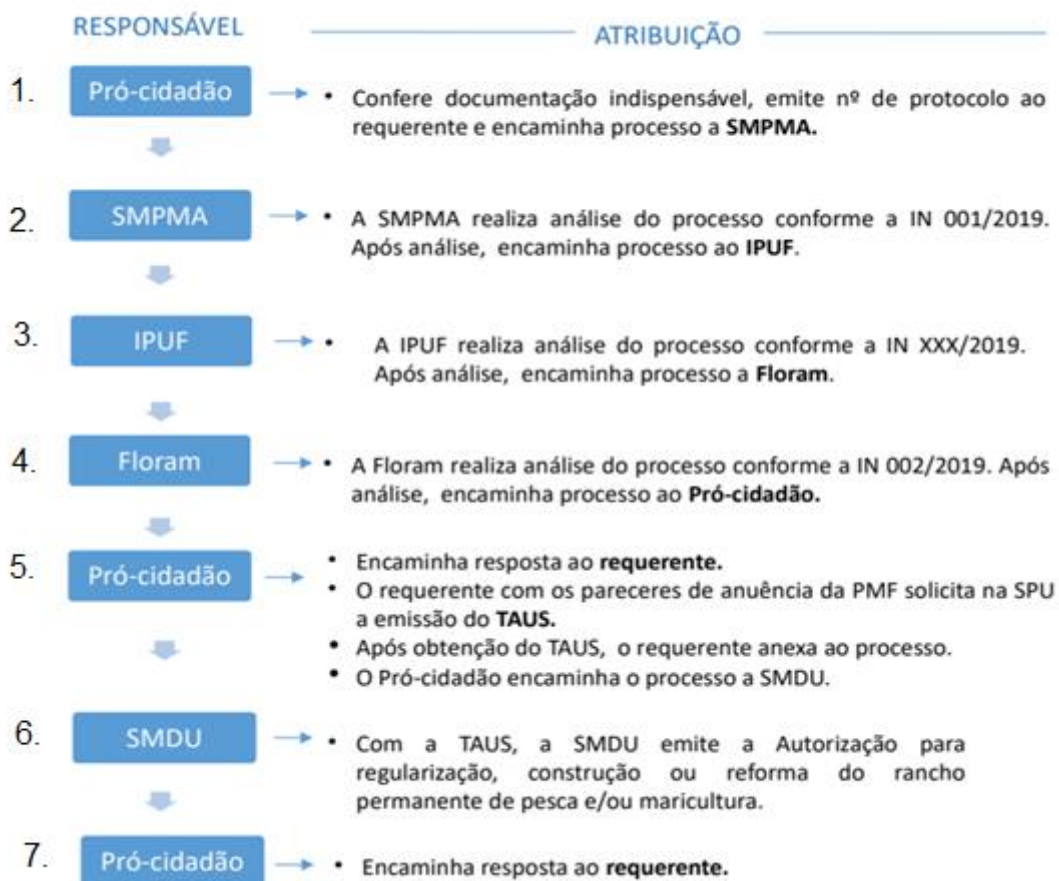 RESPONSÁVEL
ATRIBUIÇÃO
1.
Pró-cidadão
• Confere documentação indispensável, emite nº de protocolo ao
requerente e encaminha processo a SMPMA.
2.
SMPMA
• A SMPMA realiza análise do processo conforme a IN 001/2019.
Após análise, encaminha processo ao IPUF.
3.
IPUF
• A IPUF realiza análise do processo conforme a IN XXX/2019.
Após análise, encaminha processo a Floram.
4.
Floram
• A Floram realiza análise do processo conforme a IN 002/2019. Após
análise, encaminha processo ao Pró-cidadão.
5.
Pró-cidadão
• Encaminha resposta ao requerente.
• O requerente com os pareceres de anuência da PMF solicita na SPU
a emissão do TAUS.
• Após obtenção do TAUS, o requerente anexa ao processo.
• O Pró-cidadão encaminha o processo a SMDU.
6.
SMDU
• Com a TAUS, a SMDU emite a Autorização para
regularização, construção ou reforma do rancho
permanente de pesca e/ou maricultura.
7.
Pró-cidadão
• Encaminha resposta ao requerente.